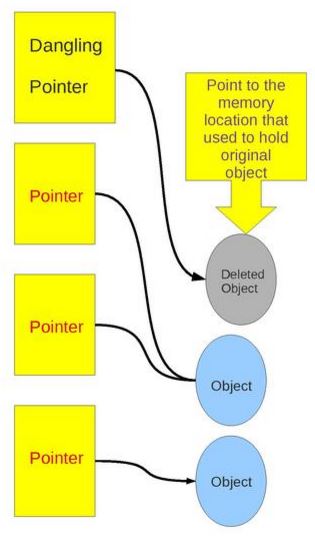 Dangling
Pointer
Point to the
memory
location that
used to hold
original
object
Pointer
Deleted
Object
Pointer
Object
Pointer
Object